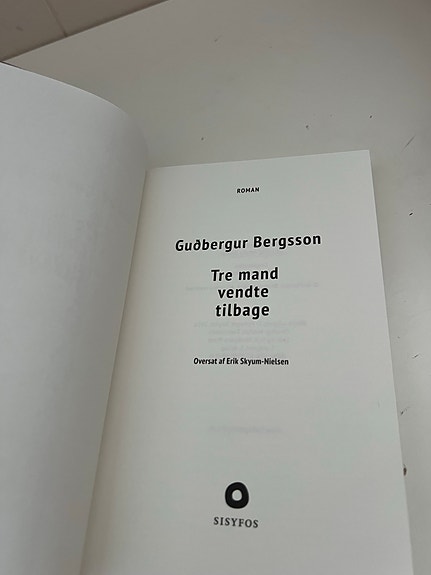 ROMAN
Guðbergur Bergsson
Tre mand
vendte
tilbage
Oversat af Erik Skyum-Nielsen
SISYFOS